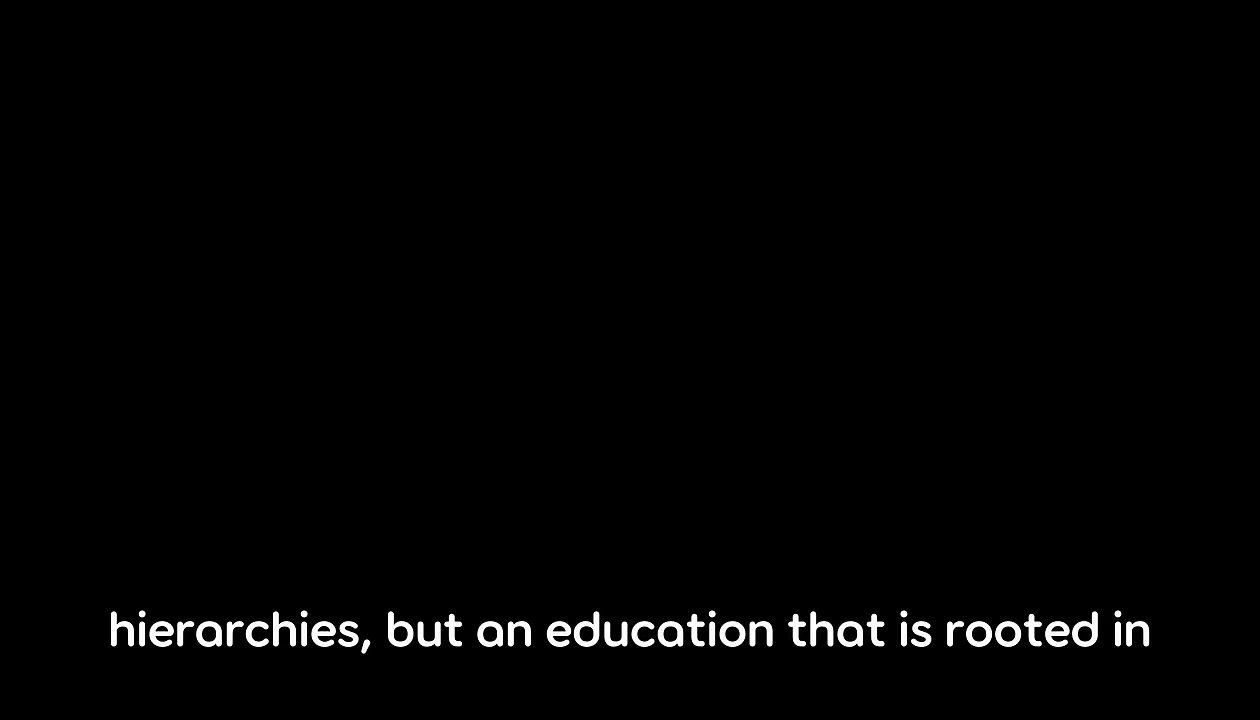 hierarchies, but an education that is rooted in